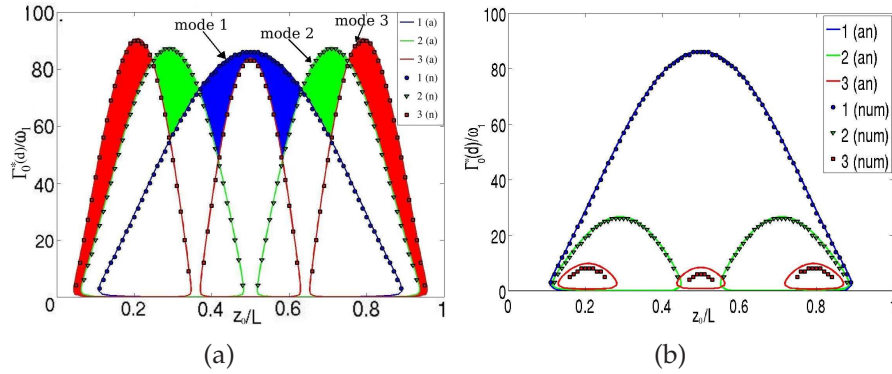 mode 1
mode 2
mode 3
Γ₀*(d)/ω₁
100
80
60
40
20
0
0
0.2
0.4
0.6
0.8
1
z₀/L
1 (a)
2 (a)
3 (a)
1 (n)
2 (n)
3 (n)
(a)
Γ₀*(d)/ω₁
100
80
60
40
20
0
0
0.2
0.4
0.6
0.8
1
z₀/L
1 (an)
2 (an)
3 (an)
1 (num)
2 (num)
3 (num)
(b)